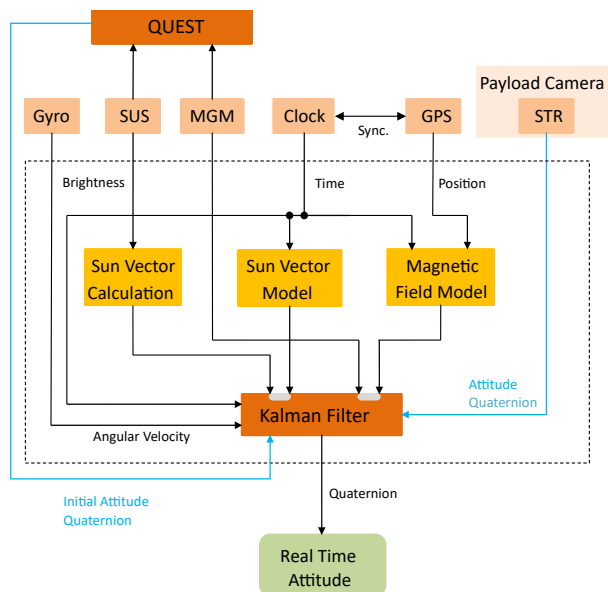 QUEST
Payload Camera
Gyro
SUS
MGM
Clock
GPS
STR
Sync.
Brightness
Time
Position
Sun Vector
Calculation
Sun Vector
Model
Magnetic
Field Model
Attitude
Quaternion
Kalman Filter
Angular Velocity
Initial Attitude
Quaternion
Quaternion
Real Time
Attitude